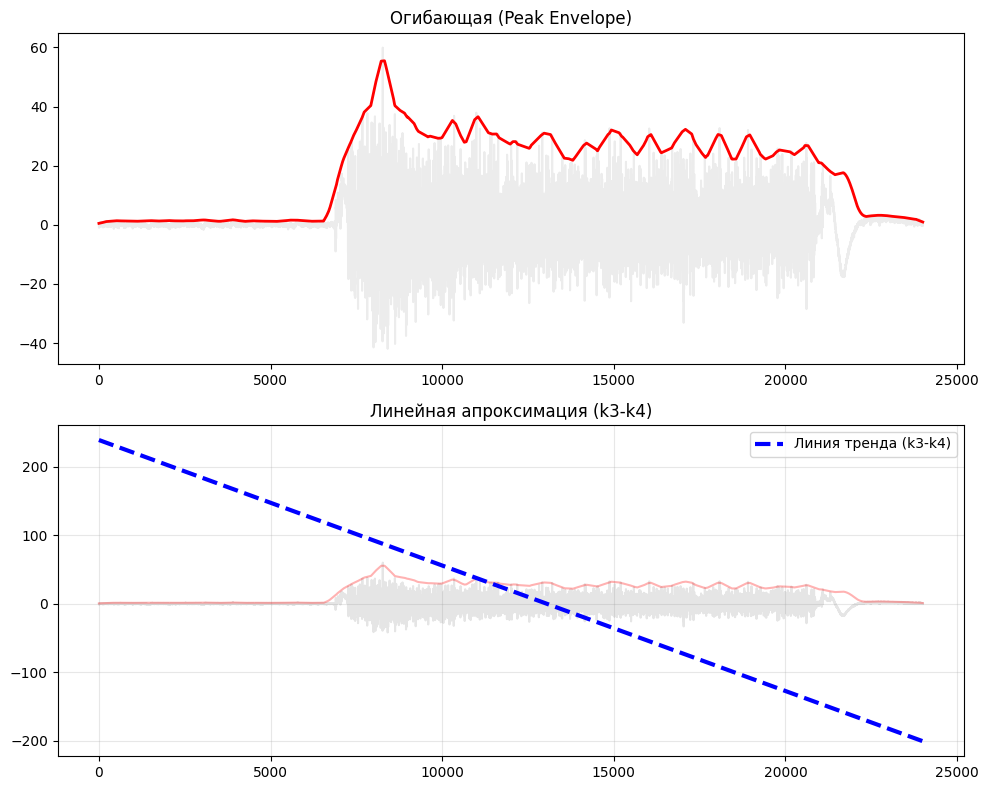 Огибающая (Peak Envelope)
60
40
20
0
−20
−40
0 5000 10000 15000 20000 25000
Линейная апроксимация (k3-k4)
Линия тренда (k3-k4)
200
100
0
−100
−200
0 5000 10000 15000 20000 25000